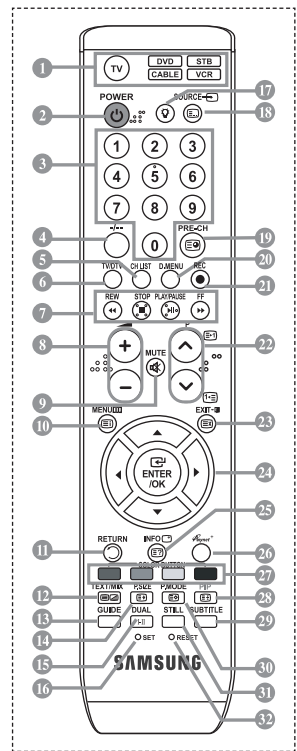 1 TV DVD STB
CABLE VCR
POWER SOURCE 17
2 18
3 1 2 3
4 5 6
7 8 9
4 -/-- 0 PRE-CH 19
5 20
6 TV/DTV CH LIST D.MENU REC 21
REW STOP PLAY/PAUSE FF
7
8 + P 22
9 MUTE
−
10 MENU EXIT 23
ENTER
/OK 24
RETURN INFO 25
11 26
COLOR BUTTON 27
12 TEXT/MIX P.SIZE P.MODE PIP 28
13 GUIDE DUAL STILL SUBTITLE 29
14 I-II 30
15 SET RESET 31
16 SAMSUNG 32